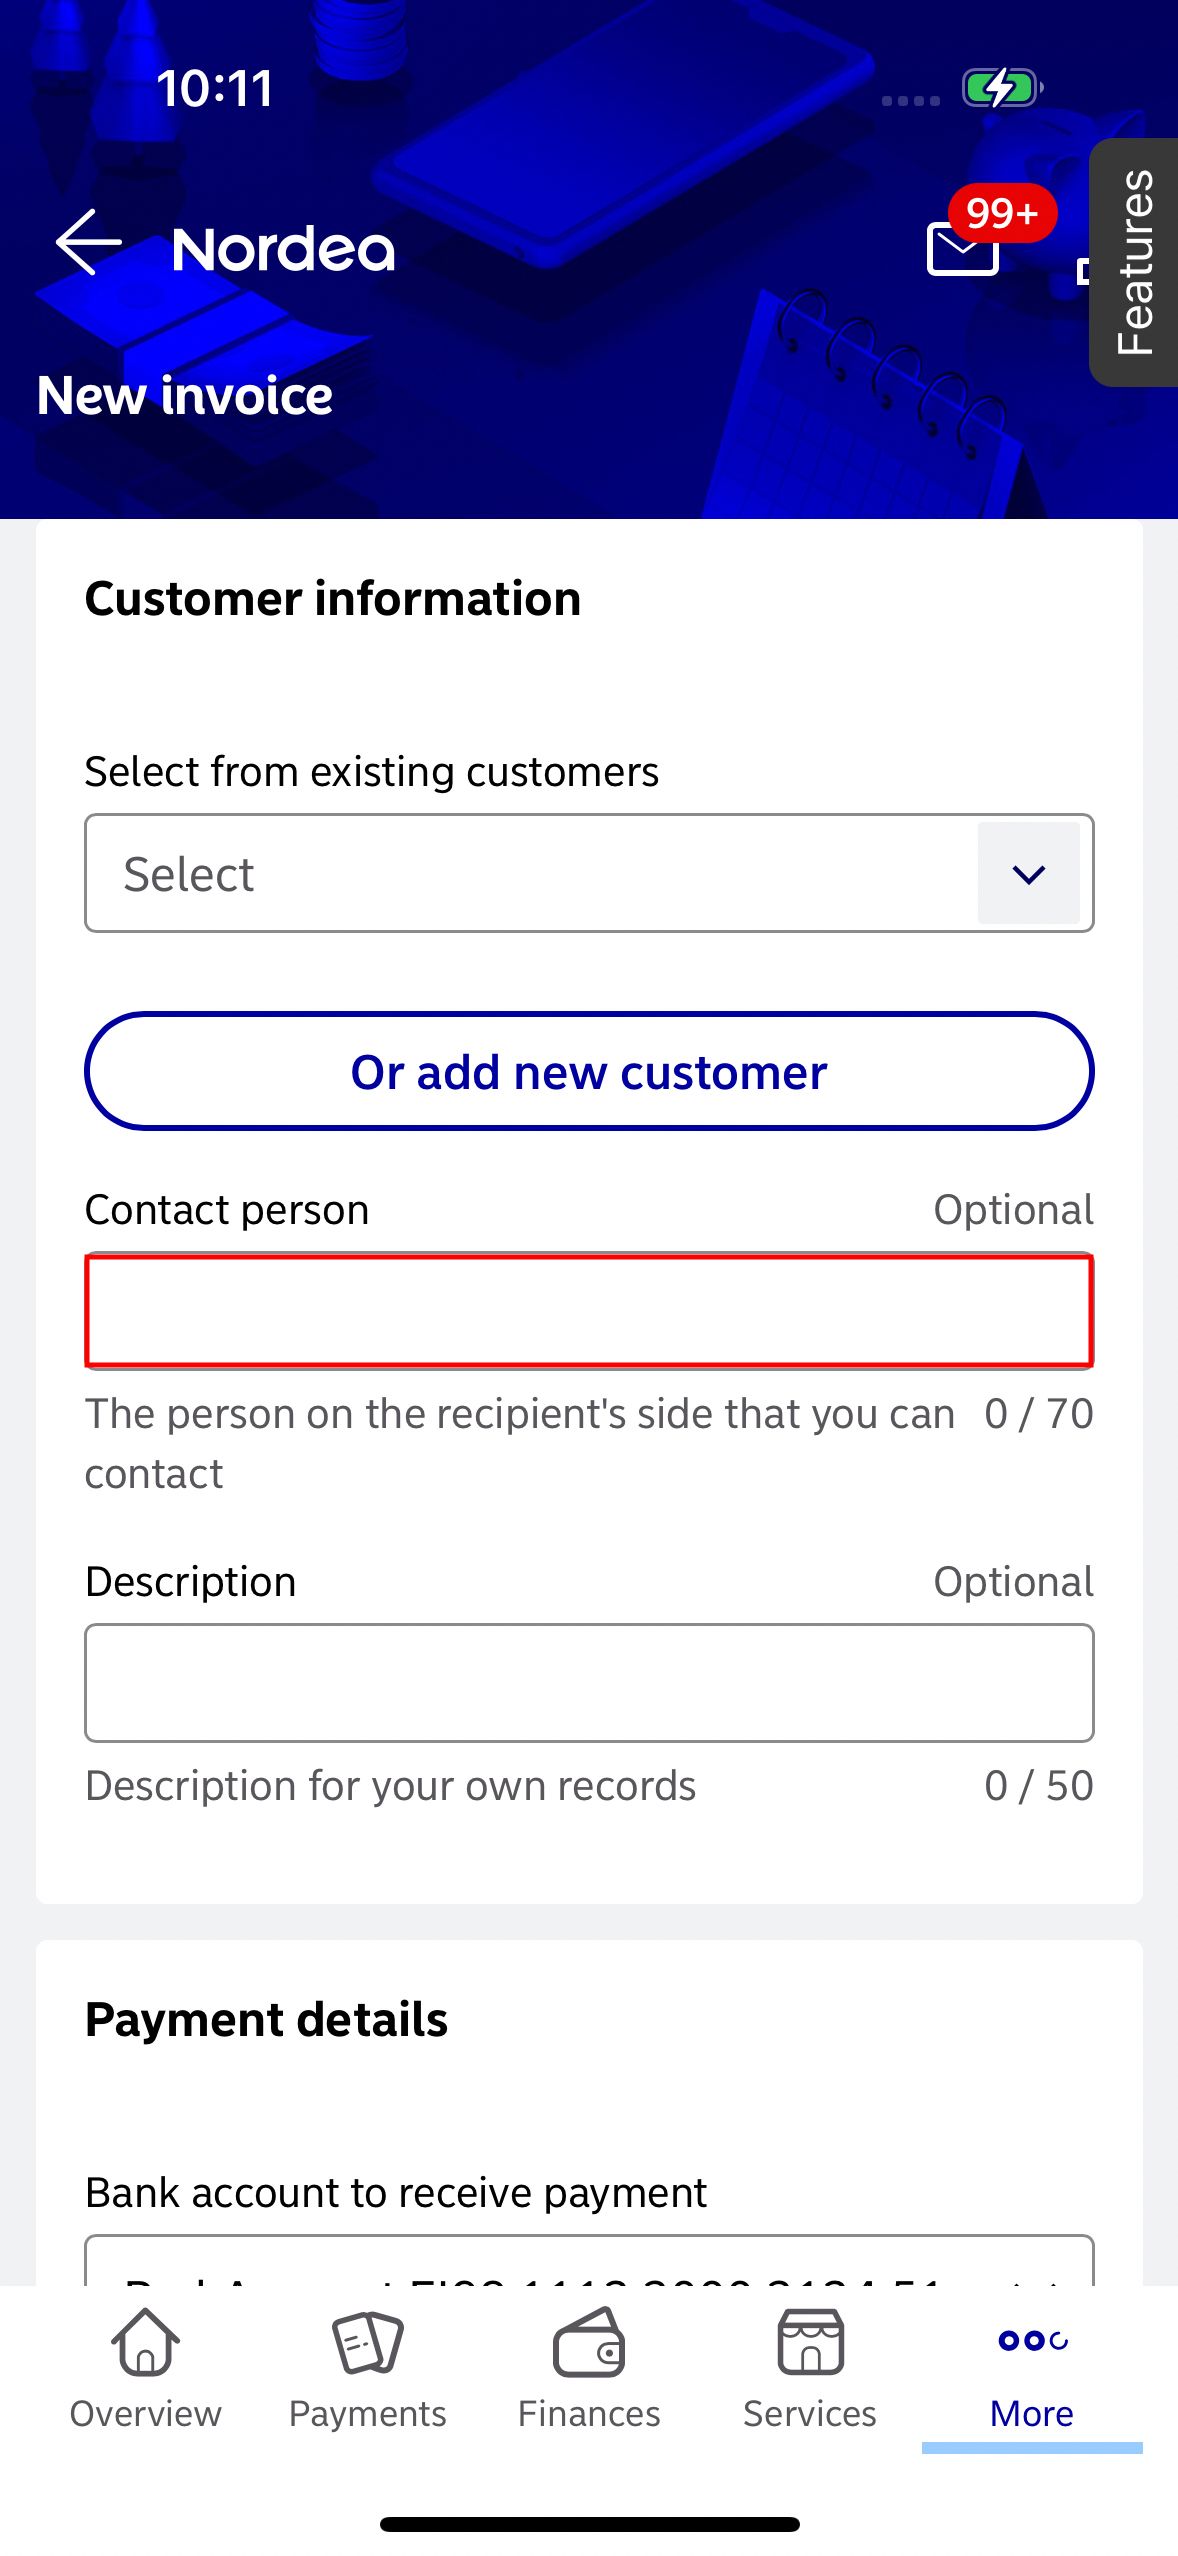 10:11
Nordea
99+
Features
New invoice
Customer information
Select from existing customers
Select
Or add new customer
Contact person Optional
The person on the recipient's side that you can 0 / 70
contact
Description Optional
Description for your own records 0 / 50
Payment details
Bank account to receive payment
Overview Payments Finances Services More